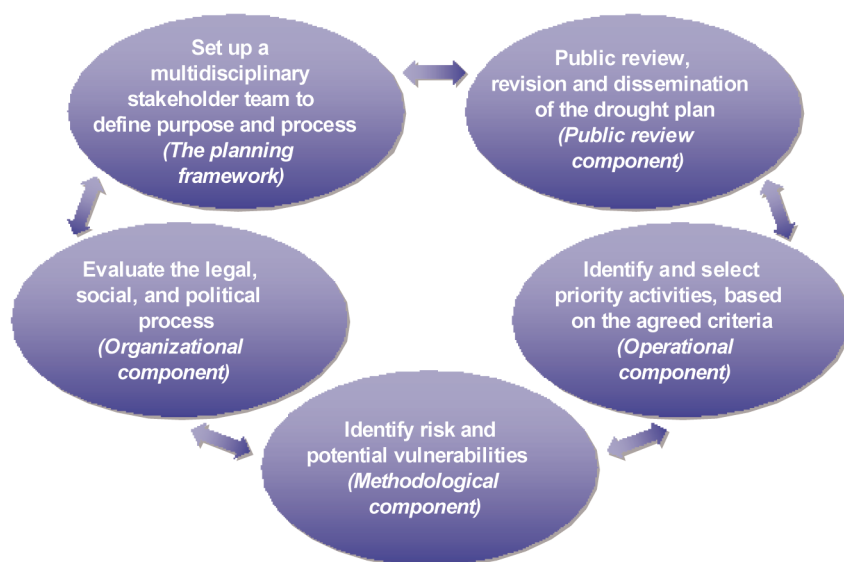 Set up a
multidisciplinary
stakeholder team to
define purpose and process
(The planning
framework)
Public review,
revision and dissemination
of the drought plan
(Public review
component)
Evaluate the legal,
social, and political
process
(Organizational
component)
Identify and select
priority activities, based
on the agreed criteria
(Operational
component)
Identify risk and
potential vulnerabilities
(Methodological
component)